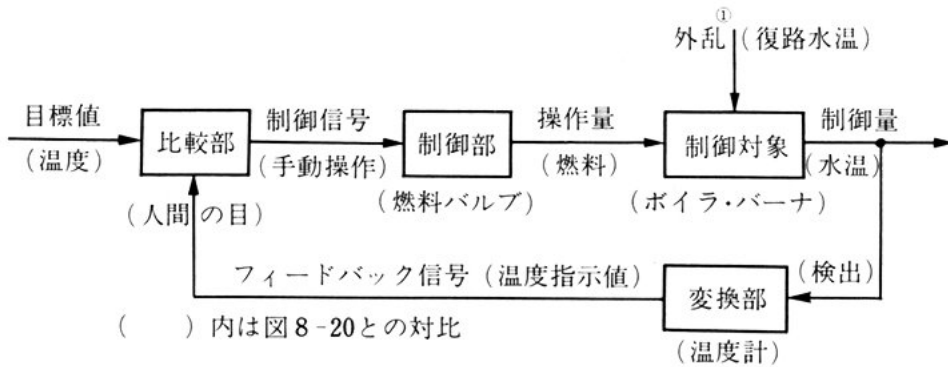 ①
外乱(復路水温)
目標値
(温度)
比較部
(人間の目)
制御信号
(手動操作)
制御部
(燃料バルブ)
操作量
(燃料)
制御対象
(ボイラ・バーナ)
制御量
(水温)
(検出)
フィードバック信号(温度指示値)
変換部
(温度計)
(  )内は図8-20との対比